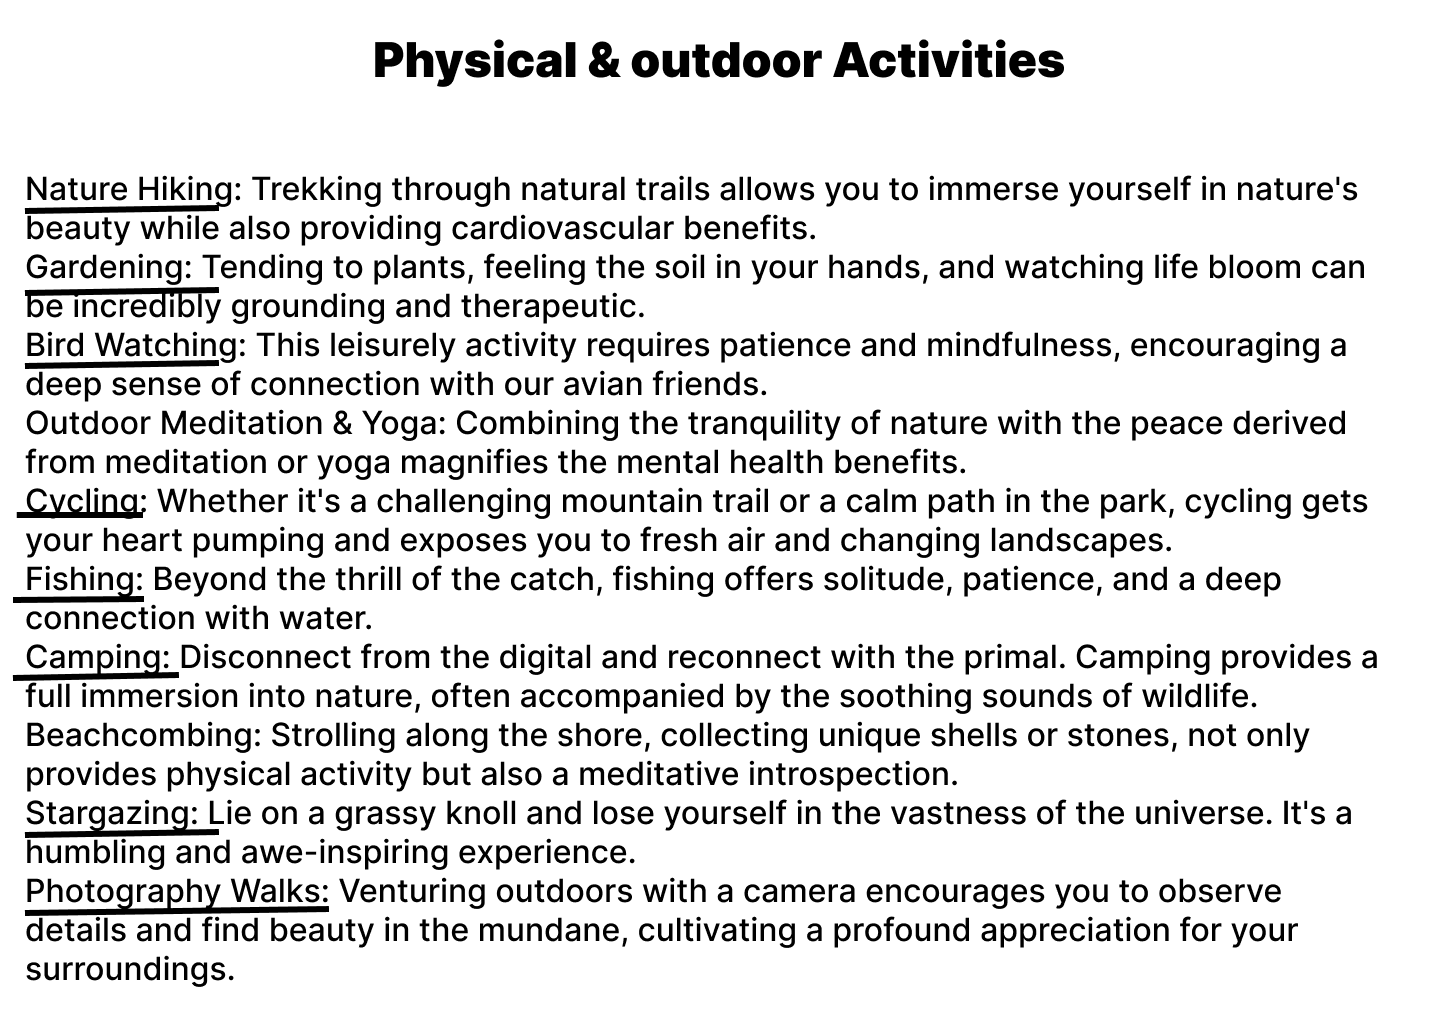 Physical & outdoor Activities
Nature Hiking: Trekking through natural trails allows you to immerse yourself in nature's
beauty while also providing cardiovascular benefits.
Gardening: Tending to plants, feeling the soil in your hands, and watching life bloom can
be incredibly grounding and therapeutic.
Bird Watching: This leisurely activity requires patience and mindfulness, encouraging a
deep sense of connection with our avian friends.
Outdoor Meditation & Yoga: Combining the tranquility of nature with the peace derived
from meditation or yoga magnifies the mental health benefits.
Cycling: Whether it's a challenging mountain trail or a calm path in the park, cycling gets
your heart pumping and exposes you to fresh air and changing landscapes.
Fishing: Beyond the thrill of the catch, fishing offers solitude, patience, and a deep
connection with water.
Camping: Disconnect from the digital and reconnect with the primal. Camping provides a
full immersion into nature, often accompanied by the soothing sounds of wildlife.
Beachcombing: Strolling along the shore, collecting unique shells or stones, not only
provides physical activity but also a meditative introspection.
Stargazing: Lie on a grassy knoll and lose yourself in the vastness of the universe. It's a
humbling and awe-inspiring experience.
Photography Walks: Venturing outdoors with a camera encourages you to observe
details and find beauty in the mundane, cultivating a profound appreciation for your
surroundings.